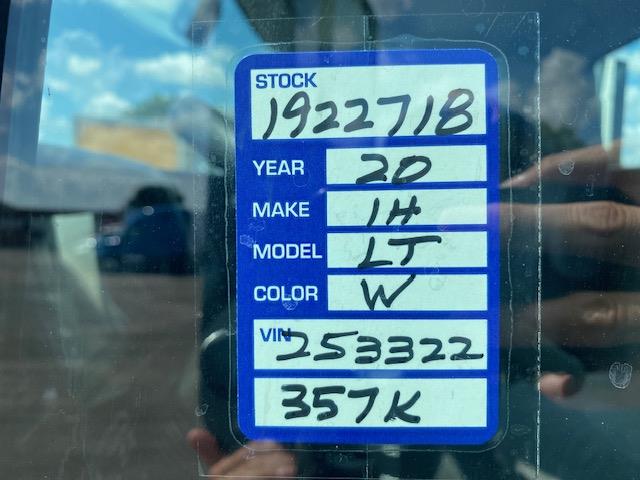 STOCK
1922718
YEAR 20
MAKE IH
MODEL LT
COLOR W
VIN 253322
357K